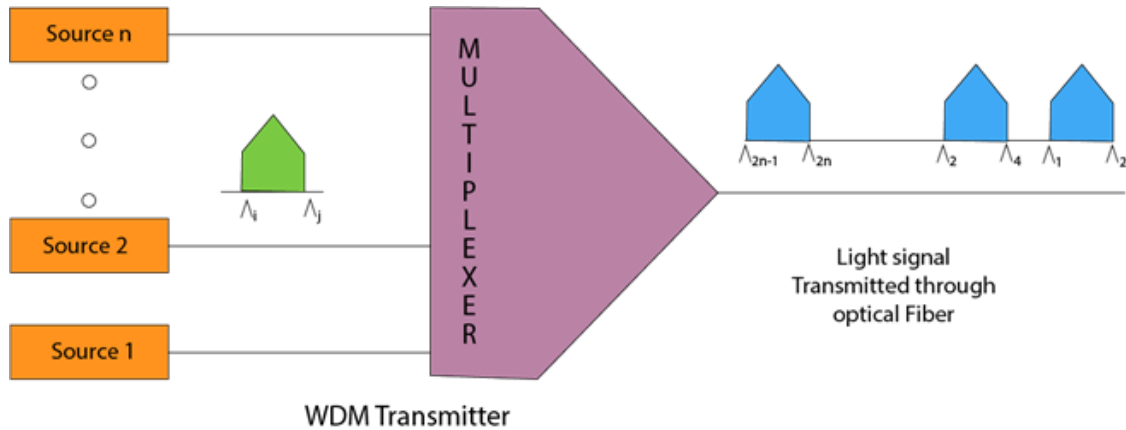 Source n
Source 2
Source 1
Λi Λj
MULTIPLEXER
Λ2n-1 Λ2n Λ2 Λ4 Λ1 Λ2
Light signal
Transmitted through
optical Fiber
WDM Transmitter